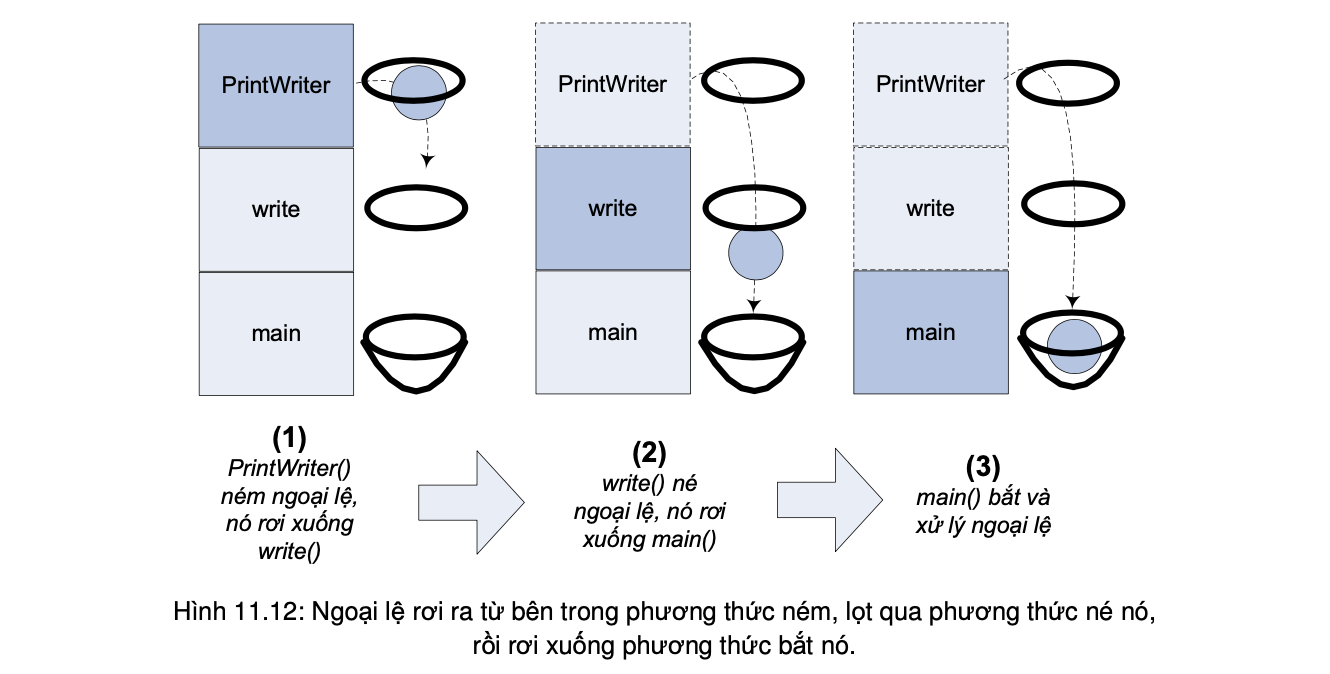 PrintWriter
write
main
PrintWriter
write
main
PrintWriter
write
main
(1)
PrintWriter()
ném ngoại lệ,
nó rơi xuống
write()
(2)
write() né
ngoại lệ, nó rơi
xuống main()
(3)
main() bắt và
xử lý ngoại lệ
Hình 11.12: Ngoại lệ rơi ra từ bên trong phương thức ném, lọt qua phương thức né nó,
rồi rơi xuống phương thức bắt nó.